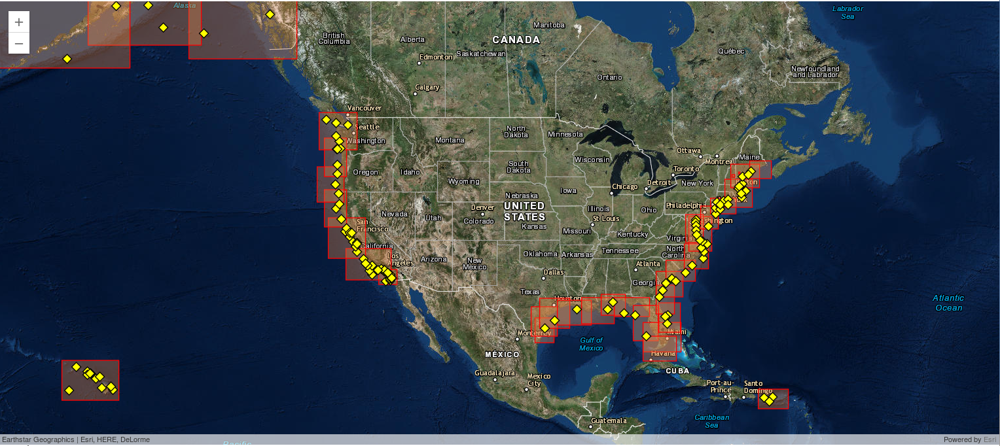 Alaska
+
−
Labrador
Sea
Manitoba
British
Columbia
CANADA
Alberta
Saskatchewan
Québec
Edmonton
Newfoundland
and Labrador
Ontario
Calgary
Vancouver
Seattle
Washington
North
Dakota
Minnesota
Montana
Ottawa
Montreal
Maine
Wisconsin
South
Dakota
Toronto
Oregon
Idaho
Wyoming
Detroit
New York
Chicago
Iowa
Nebraska
UNITED
STATES
Philadelphia
Denver
Illinois
Ohio
Nevada
Utah
Colorado
Kansas
St Louis
San
Francisco
Missouri
Kentucky
Virginia
California
Oklahoma
Arkansas
Tennessee
North
Carolina
Los
Angeles
Arizona
New
Mexico
Atlanta
Dallas
Georgia
Texas
Houston
Atlantic
Ocean
Monterrey
Miami
Gulf of
Mexico
MÉXICO
Havana
CUBA
Guadalajara
Mexico
City
Port-au-
Prince
Santo
Domingo
Caribbean
Sea
Guatemala
Earthstar Geographics | Esri, HERE, DeLorme
Pacific
Powered by Esri